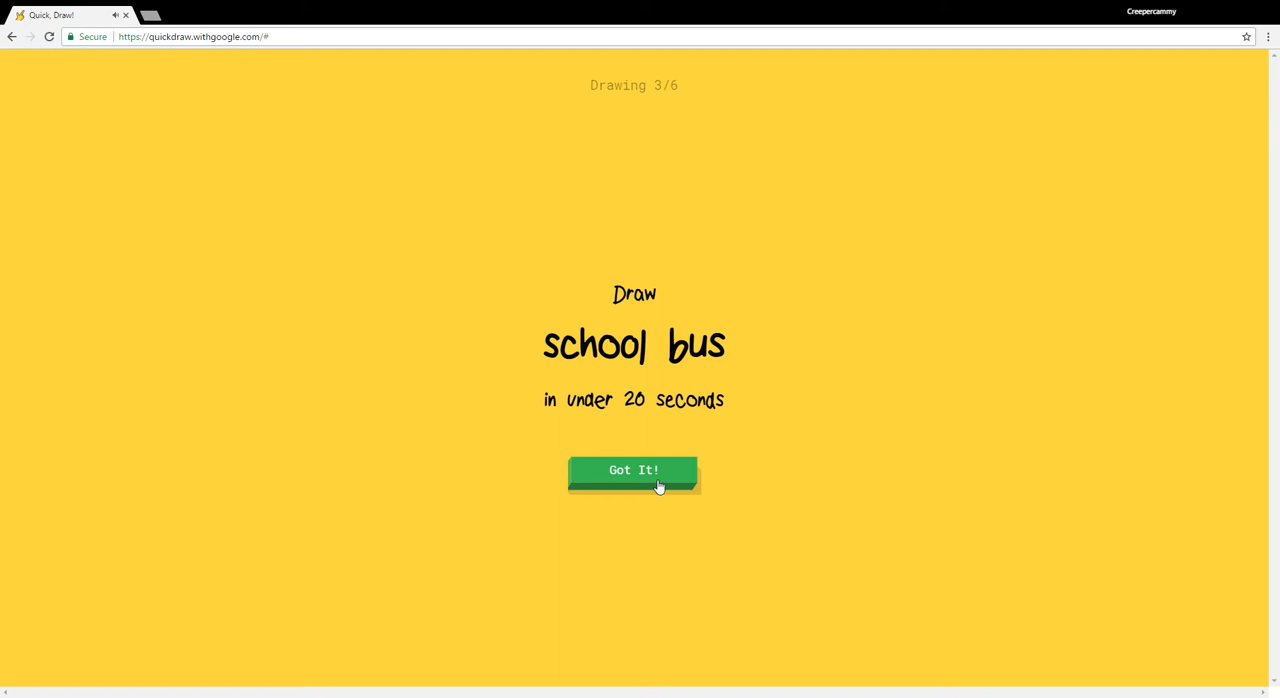 Quick, Draw!
Creepercammy
Secure
https://quickdraw.withgoogle.com/#
Drawing 3/6
Draw
school bus
in under 20 seconds
Got It!